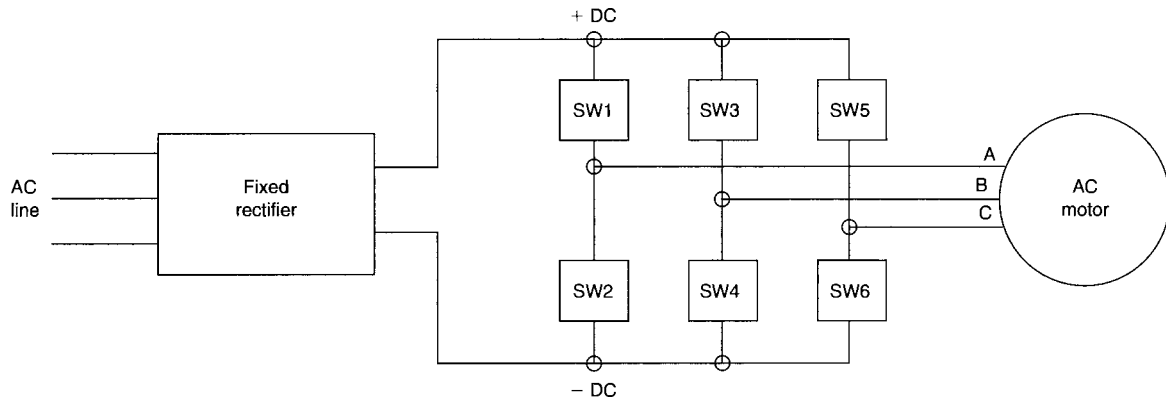 + DC
SW1
SW3
SW5
A
B
C
AC
line
Fixed
rectifier
AC
motor
SW2
SW4
SW6
− DC